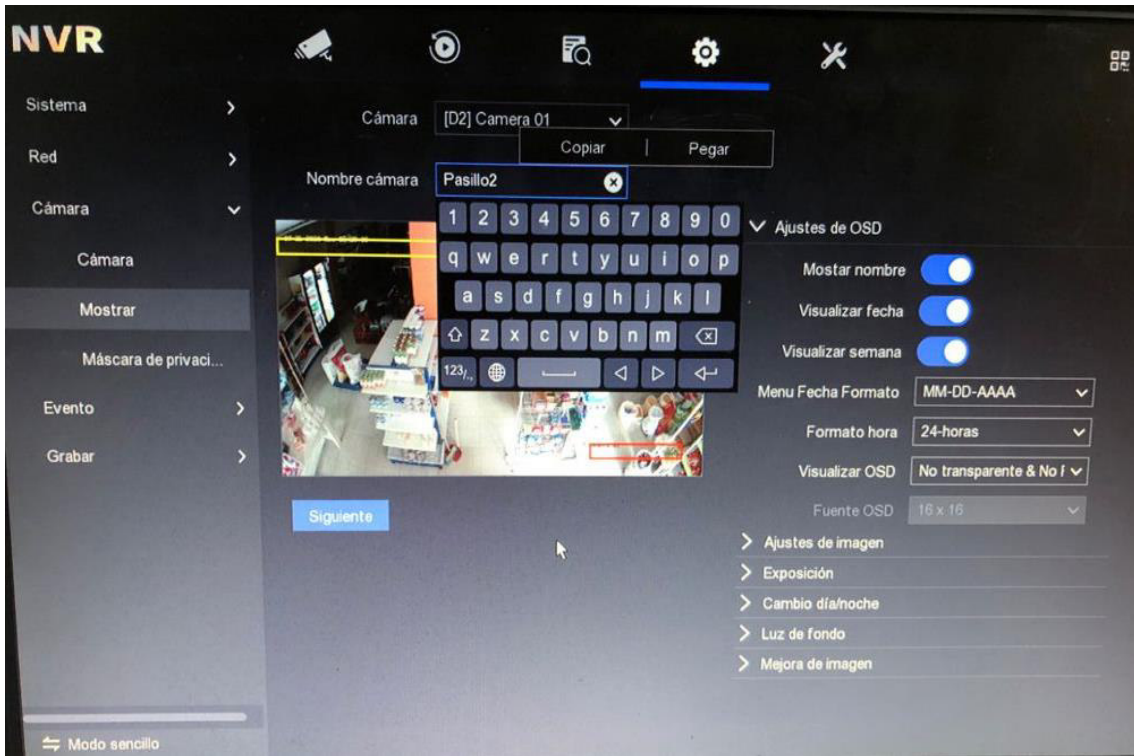 NVR
Sistema
Red
Cámara
Cámara
Mostrar
Máscara de privaci...
Evento
Grabar
Modo sencillo
Cámara [D2] Camera 01
Copiar | Pegar
Nombre cámara Pasillo2
1 2 3 4 5 6 7 8 9 0
q w e r t y u i o p
a s d f g h j k l
z x c v b n m
123/.,
Siguiente
Ajustes de OSD
Mostar nombre
Visualizar fecha
Visualizar semana
Menu Fecha Formato MM-DD-AAAA
Formato hora 24-horas
Visualizar OSD No transparente & No
Fuente OSD 16 x 16
Ajustes de imagen
Exposición
Cambio día/noche
Luz de fondo
Mejora de imagen